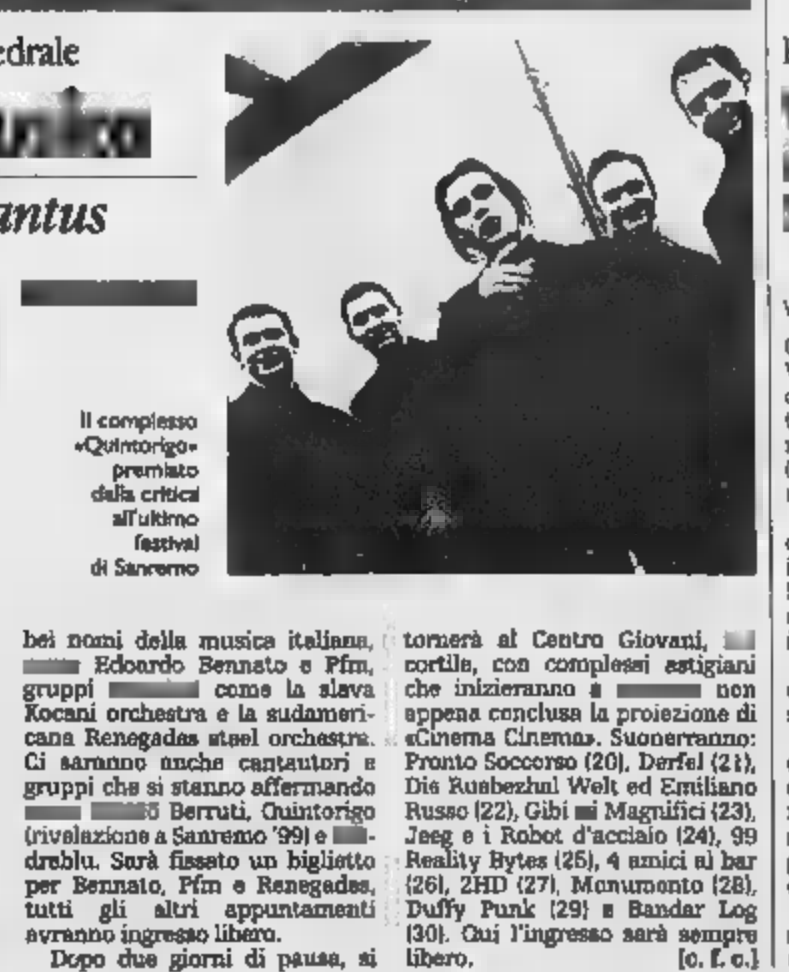 edrale
antus
Il complesso
«Quintorigo»
premiato
dalla critica
all'ultimo
festival
di Sanremo
bei nomi della musica italiana,
Edoardo Bennato e Pfm,
gruppi come la slava
Kocani orchestra e la sudameri-
cana Renegades steel orchestra.
Ci saranno anche cantautori e
gruppi che si stanno affermando
Berruti, Quintorigo
(rivelazione a Sanremo '99) e
dreblu. Sarà fissato un biglietto
per Bennato, Pfm e Renegades,
tutti gli altri appuntamenti
avranno ingresso libero.
Dopo due giorni di pausa, si
tornerà al Centro Giovani,
cortile, con complessi astigiani
che inizieranno a non
appena conclusa la proiezione di
«Cinema Cinema». Suonerranno:
Pronto Soccorso (20), Derfel (21),
Die Ruebezhal Welt ed Emiliano
Russo (22), Gibi Magnifici (23),
Jeeg e i Robot d'acciaio (24), 99
Reality Bytes (25), 4 amici al bar
(26), 2HD (27), Monumento (28),
Duffy Punk (29) e Bandar Log
(30). Qui l'ingresso sarà sempre
libero. [c. f. c.]